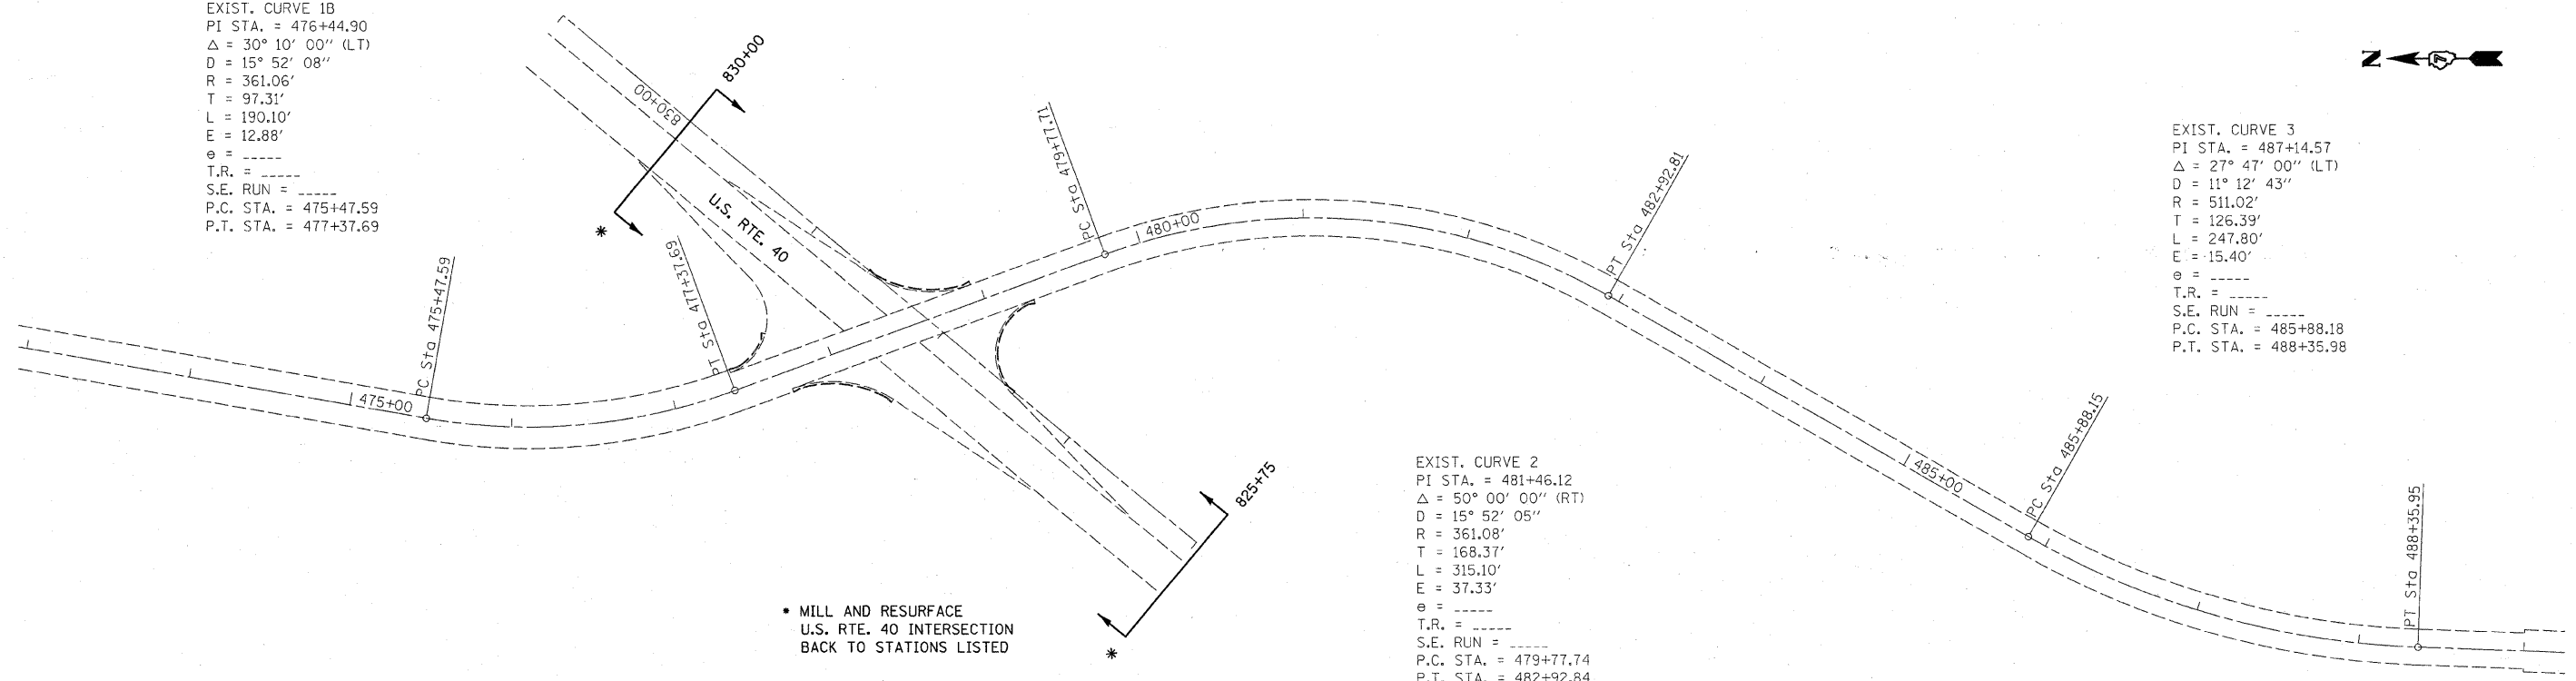 EXIST. CURVE 1B
PI STA. = 476+44.90
Δ = 30° 10' 00" (LT)
D = 15° 52' 08"
R = 361.06'
T = 97.31'
L = 190.10'
E = 12.88'
e = _____
T.R. = _____
S.E. RUN = _____
P.C. STA. = 475+47.59
P.T. STA. = 477+37.69
830+00
830+00
*
U.S. RTE. 40
PC Sta 475+47.59
475+00
PT Sta 477+37.69
PC Sta 479+77.71
480+00
PT Sta 482+92.81
N
EXIST. CURVE 3
PI STA. = 487+14.57
Δ = 27° 47' 00" (LT)
D = 11° 12' 43"
R = 511.02'
T = 126.39'
L = 247.80'
E = 15.40'
e = _____
T.R. = _____
S.E. RUN = _____
P.C. STA. = 485+88.18
P.T. STA. = 488+35.98
485+00
PC Sta 485+88.15
PT Sta 488+35.95
825+75
*
* MILL AND RESURFACE
U.S. RTE. 40 INTERSECTION
BACK TO STATIONS LISTED
EXIST. CURVE 2
PI STA. = 481+46.12
Δ = 50° 00' 00" (RT)
D = 15° 52' 05"
R = 361.08'
T = 168.37'
L = 315.10'
E = 37.33'
e = _____
T.R. = _____
S.E. RUN = _____
P.C. STA. = 479+77.74
P.T. STA. = 482+92.84